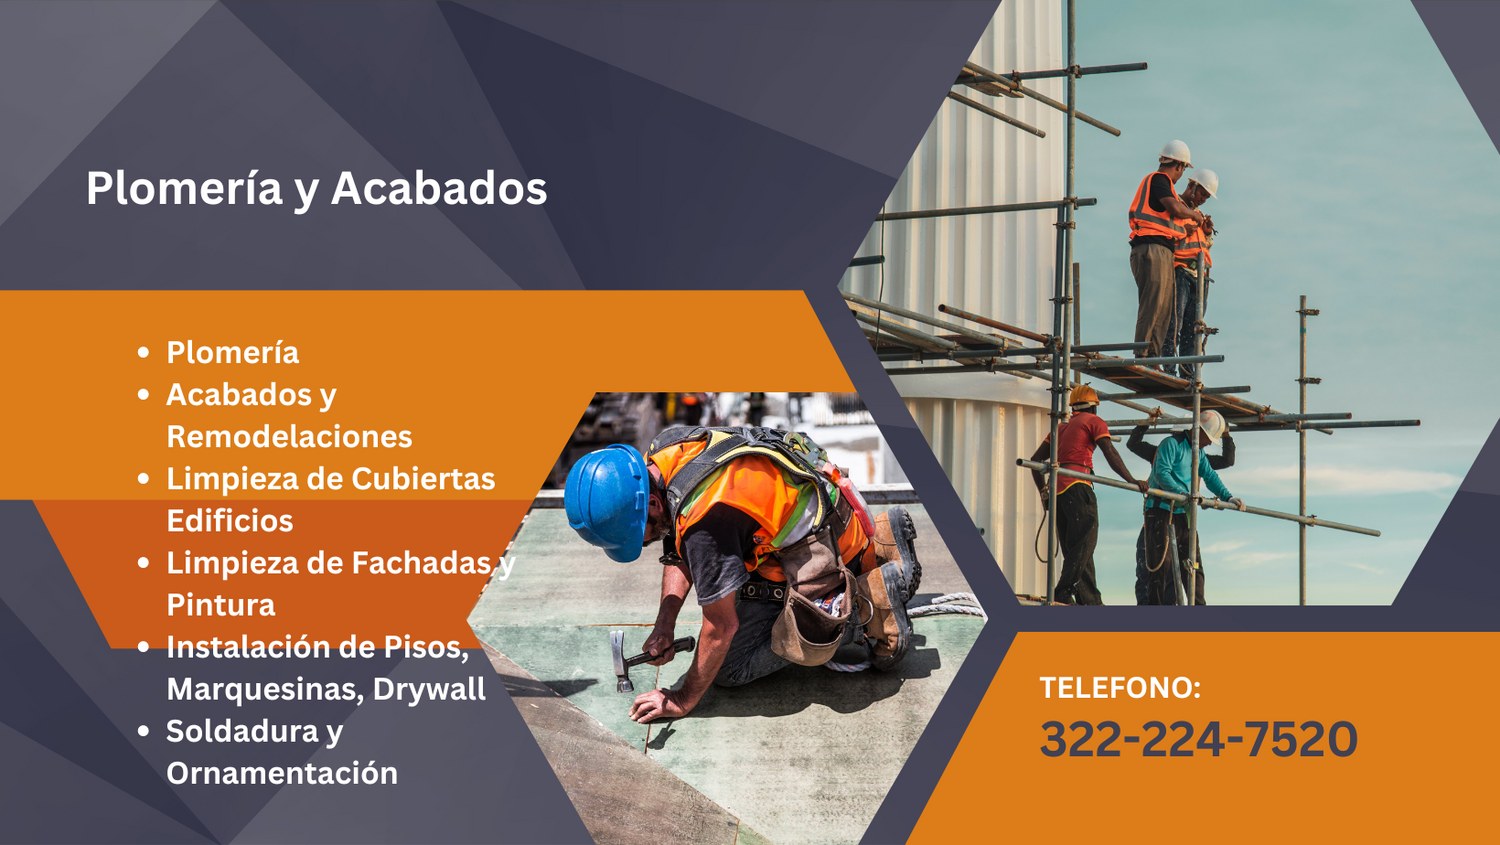 Plomería y Acabados
Plomería
Acabados y
Remodelaciones
Limpieza de Cubiertas
Edificios
Limpieza de Fachadas y
Pintura
Instalación de Pisos,
Marquesinas, Drywall
Soldadura y
Ornamentación
TELEFONO:
322-224-7520